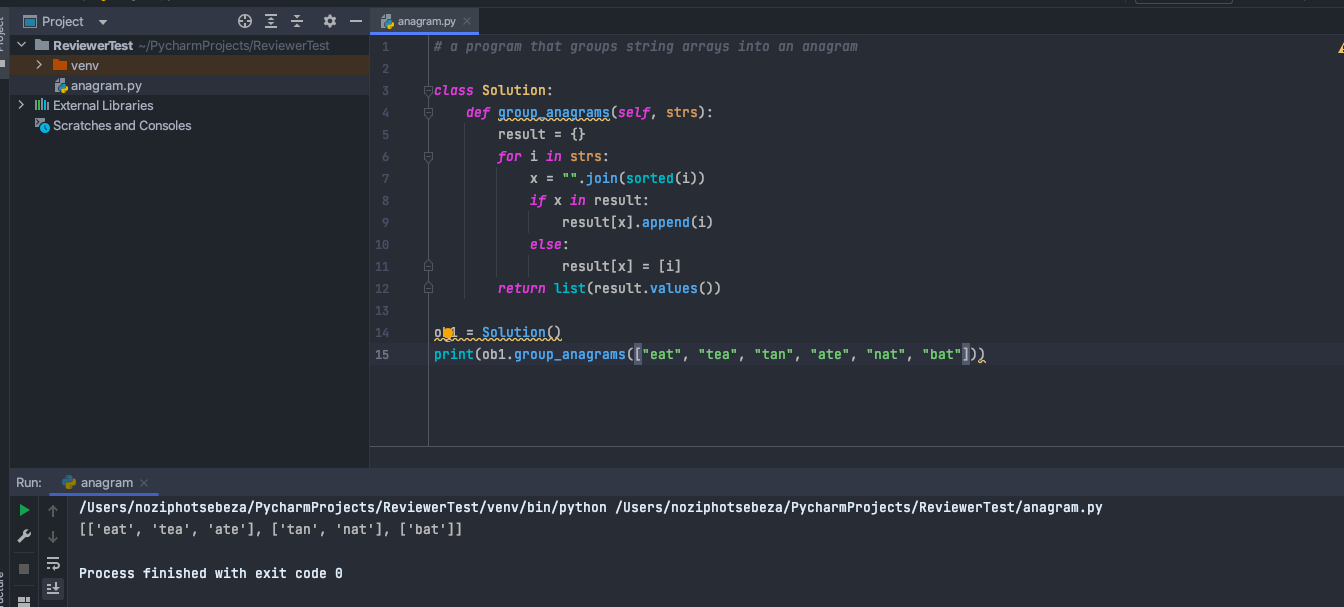 Project
anagram.py
ReviewerTest ~/PycharmProjects/ReviewerTest
venv
anagram.py
External Libraries
Scratches and Consoles
1 # a program that groups string arrays into an anagram
2
3 class Solution:
4     def group_anagrams(self, strs):
5         result = {}
6         for i in strs:
7             x = "".join(sorted(i))
8             if x in result:
9                 result[x].append(i)
10             else:
11                 result[x] = [i]
12         return list(result.values())
13
14 ob1 = Solution()
15 print(ob1.group_anagrams(["eat", "tea", "tan", "ate", "nat", "bat"]))
Run: anagram
/Users/noziphotsebeza/PycharmProjects/ReviewerTest/venv/bin/python /Users/noziphotsebeza/PycharmProjects/ReviewerTest/anagram.py
[['eat', 'tea', 'ate'], ['tan', 'nat'], ['bat']]
Process finished with exit code 0